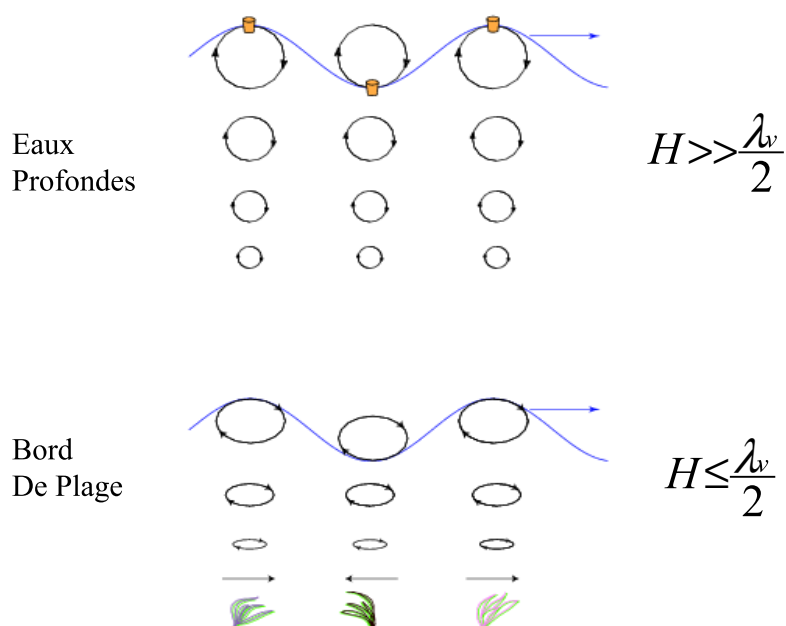 Eaux
Profondes
H>>λv/2
Bord
De Plage
H≤λv/2